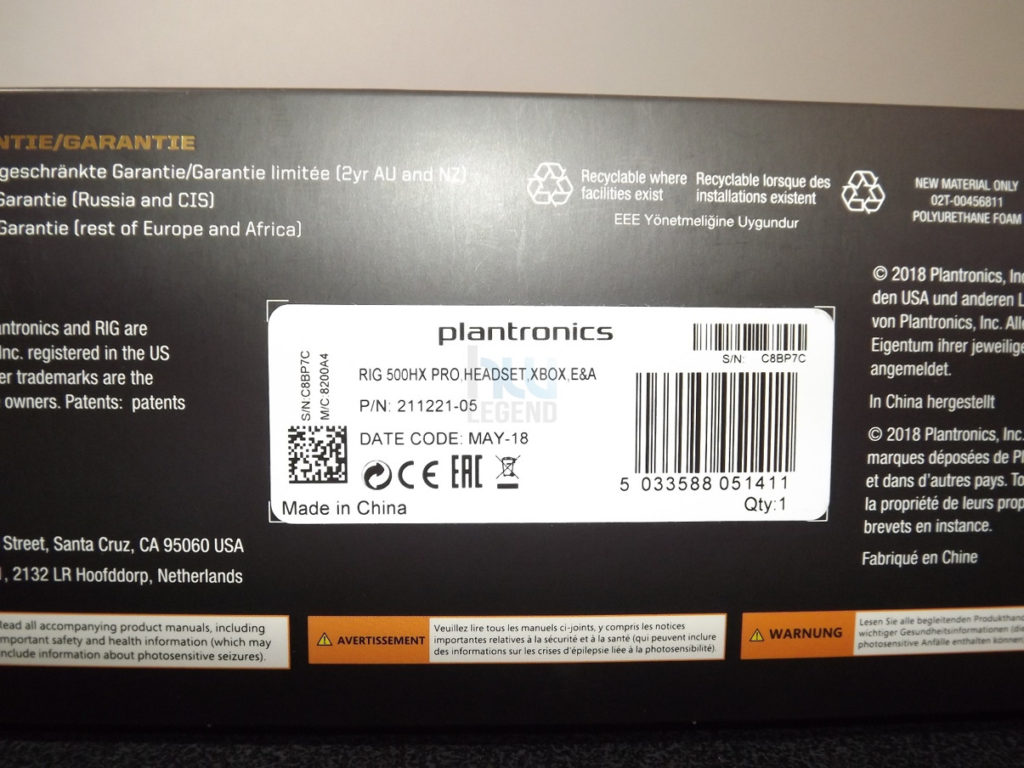 NTIE/GARANTIE
geschränkte Garantie/Garantie limitée (2yr AU and NZ)
Garantie (Russia and CIS)
Garantie (rest of Europe and Africa)
Recyclable where
facilities exist
Recyclable lorsque des
installations existent
EEE Yönetmeliğine Uygundur
NEW MATERIAL ONLY
02T-00456811
POLYURETHANE FOAM
antronics and RIG are
Inc. registered in the US
er trademarks are the
owners. Patents: patents
plantronics
S/N: C8BP7C
S/N:C8BP7C
M/C:8200A4
RIG 500HX PRO,HEADSET,XBOX,E&A
P/N: 211221-05
LEGEND
DATE CODE: MAY-18
CE EAC
5 033588 051411
Made in China
Qty:1
© 2018 Plantronics, Inc
den USA und anderen L
von Plantronics, Inc. Alle
Eigentum ihrer jeweilige
angemeldet.
In China hergestellt
© 2018 Plantronics, Inc.
marques déposées de Pl
et dans d'autres pays. To
la propriété de leurs prop
brevets en instance.
Fabriqué en Chine
Street, Santa Cruz, CA 95060 USA
, 2132 LR Hoofddorp, Netherlands
Read all accompanying product manuals, including
mportant safety and health information (which may
nclude information about photosensitive seizures).
AVERTISSEMENT
Veuillez lire tous les manuels ci-joints, y compris les notices
importantes relatives à la sécurité et à la santé (qui peuvent inclure
des informations sur les crises d'épilepsie liée à la photosensibilité).
WARNUNG
Lesen Sie alle begleitenden Produkthan
wichtiger Gesundheitsinformationen (die
photosensitive Anfälle enthalten können